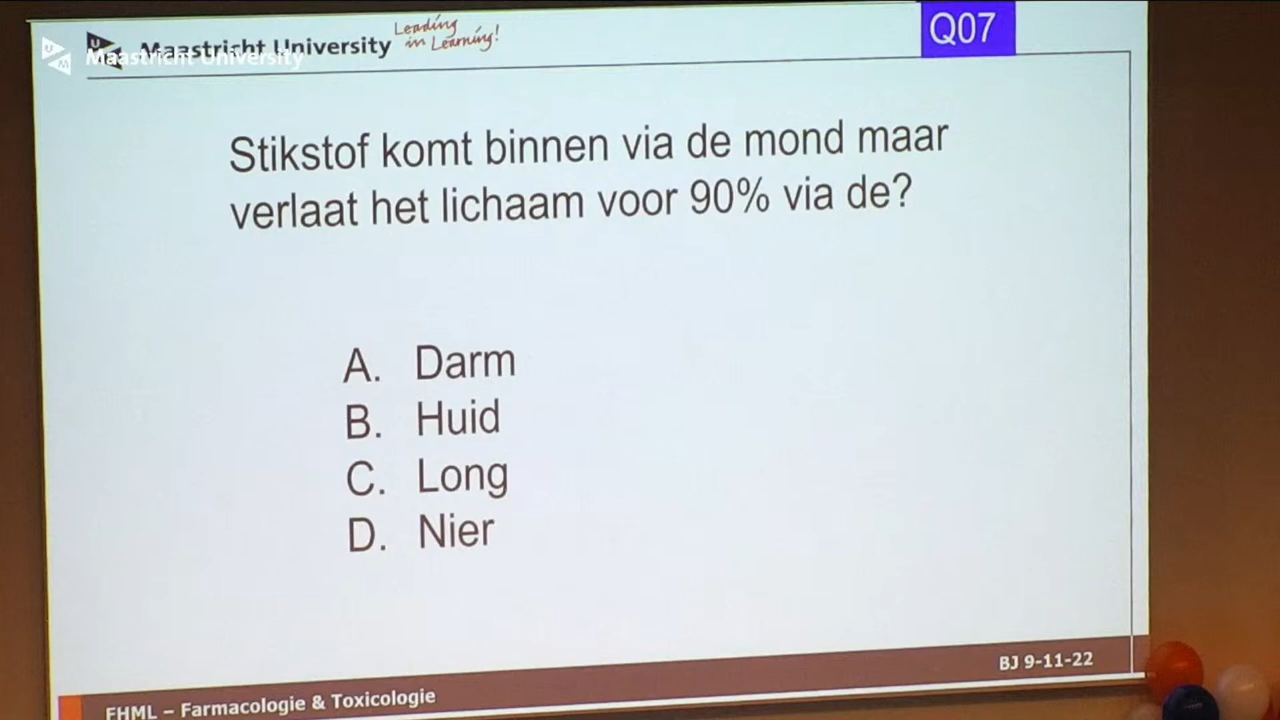 Maastricht University
Leading
in Learning!
Maastricht University
Q07
Stikstof komt binnen via de mond maar
verlaat het lichaam voor 90% via de?
A. Darm
B. Huid
C. Long
D. Nier
BJ 9-11-22
FHML – Farmacologie & Toxicologie